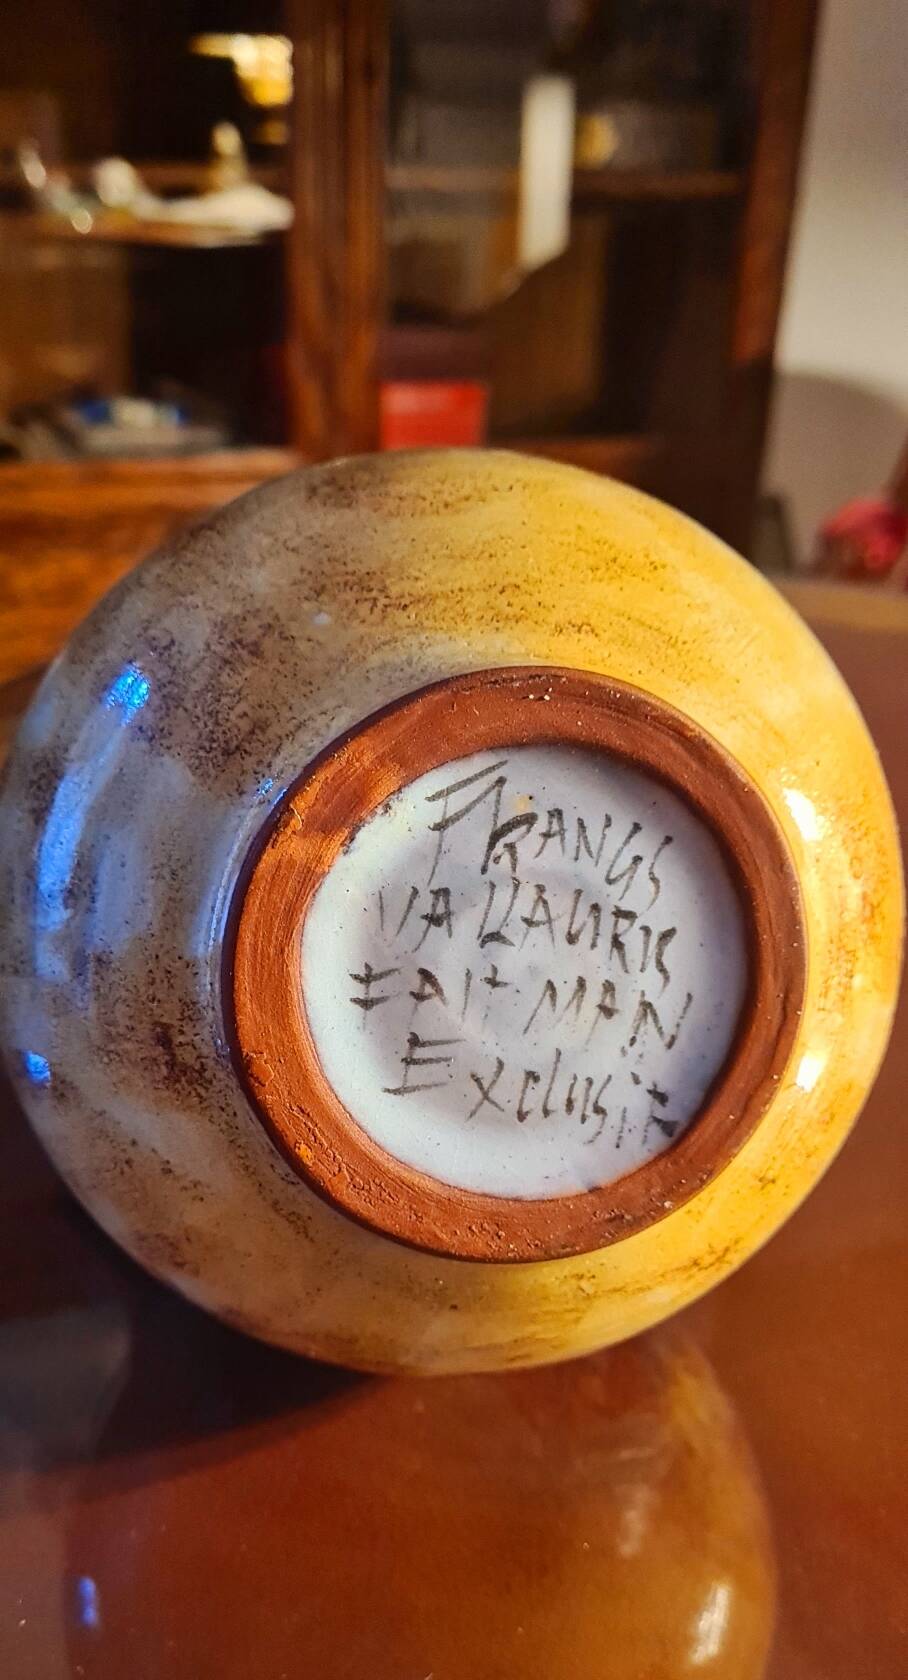 FRANGS
VALLAURIS
FAIt MAIN
Exclusif